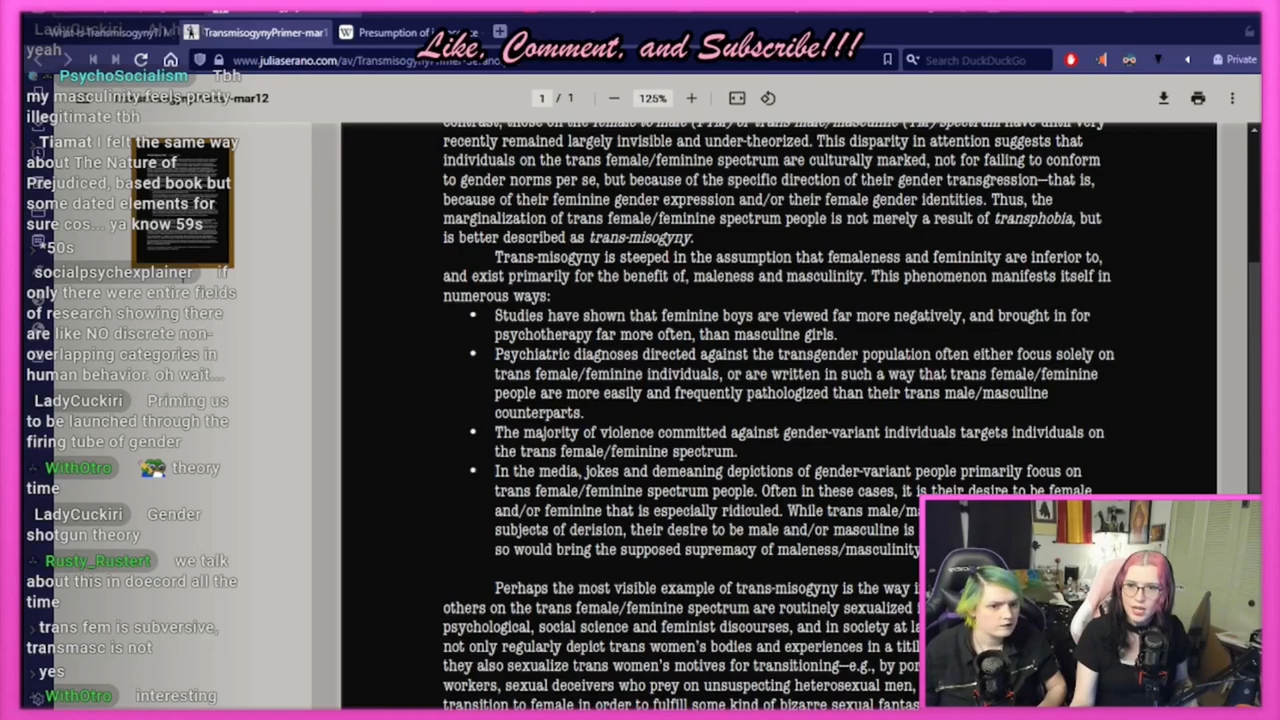 LadyCuckiri
yeah
PsychoSocialism Tbh
my masculinity feels pretty
illegitimate tbh
Tiamat I felt the same way
about The Nature of
Prejudiced, based book but
some dated elements for
sure cos... ya know 59s
*50s
socialpsychexplainer if
only there were entire fields
of research showing there
are like NO discrete non-
overlapping categories in
human behavior. oh wait...
LadyCuckiri Priming us
to be launched through the
firing tube of gender
WithOtro theory
time
LadyCuckiri Gender
shotgun theory
Rusty_Rustert we talk
about this in doecord all the
time
trans fem is subversive,
transmasc is not
yes
WithOtro interesting
TransmisogynyPrimer-mar1
Presumption of
Like, Comment, and Subscribe!!!
www.juliaserano.com/av/TransmisogynyPrimer-Serano
Search DuckDuckGo
Private
-mar12
1 / 1
125%
recently remained largely invisible and under-theorized. This disparity in attention suggests that
individuals on the trans female/feminine spectrum are culturally marked, not for failing to conform
to gender norms per se, but because of the specific direction of their gender transgression—that is,
because of their feminine gender expression and/or their female gender identities. Thus, the
marginalization of trans female/feminine spectrum people is not merely a result of transphobia, but
is better described as trans-misogyny.
Trans-misogyny is steeped in the assumption that femaleness and femininity are inferior to,
and exist primarily for the benefit of, maleness and masculinity. This phenomenon manifests itself in
numerous ways:
• Studies have shown that feminine boys are viewed far more negatively, and brought in for
psychotherapy far more often, than masculine girls.
• Psychiatric diagnoses directed against the transgender population often either focus solely on
trans female/feminine individuals, or are written in such a way that trans female/feminine
people are more easily and frequently pathologized than their trans male/masculine
counterparts.
• The majority of violence committed against gender-variant individuals targets individuals on
the trans female/feminine spectrum.
• In the media, jokes and demeaning depictions of gender-variant people primarily focus on
trans female/feminine spectrum people. Often in these cases, it is their desire to be female
and/or feminine that is especially ridiculed. While trans male/ma
subjects of derision, their desire to be male and/or masculine is
so would bring the supposed supremacy of maleness/masculinity
Perhaps the most visible example of trans-misogyny is the way i
others on the trans female/feminine spectrum are routinely sexualized i
psychological, social science and feminist discourses, and in society at la
not only regularly depict trans women's bodies and experiences in a titil
they also sexualize trans women's motives for transitioning—e.g., by por
workers, sexual deceivers who prey on unsuspecting heterosexual men,
transition to female in order to fulfill some kind of bizarre sexual fantas